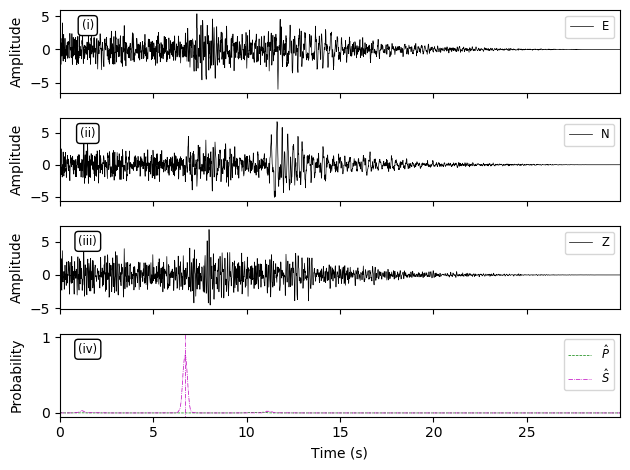 5
0
−5
Amplitude
(i)
E
5
0
−5
Amplitude
(ii)
N
5
0
−5
Amplitude
(iii)
Z
1
0
Probability
(iv)
P̂
Ŝ
0 5 10 15 20 25
Time (s)